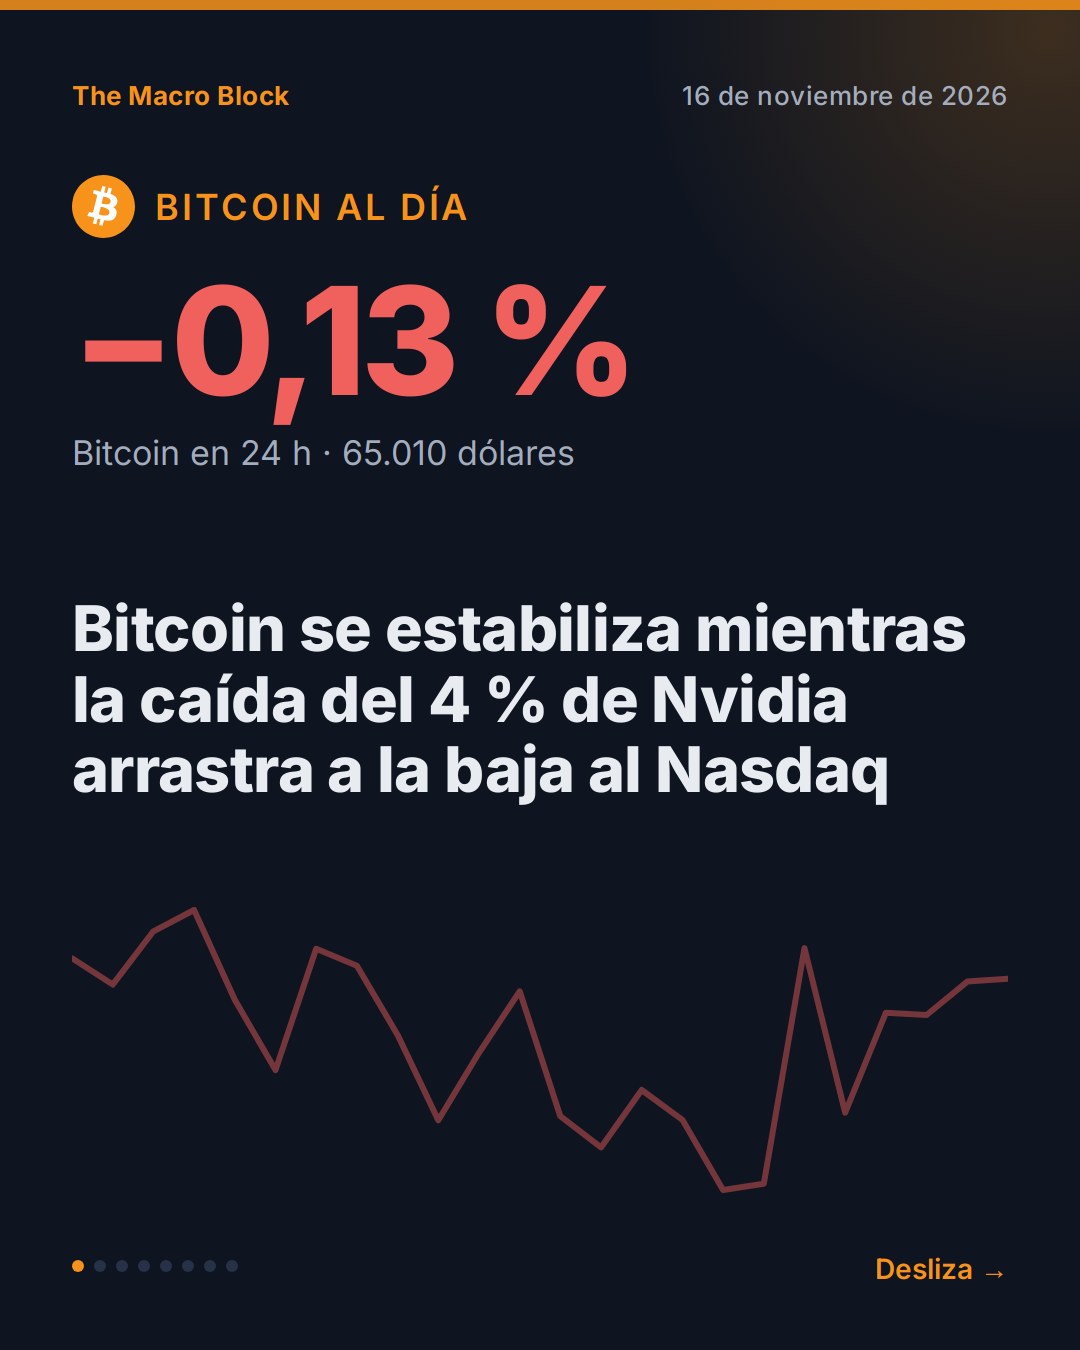 The Macro Block
16 de noviembre de 2026
BITCOIN AL DÍA
−0,13 %
Bitcoin en 24 h · 65.010 dólares
Bitcoin se estabiliza mientras
la caída del 4 % de Nvidia
arrastra a la baja al Nasdaq
Desliza →